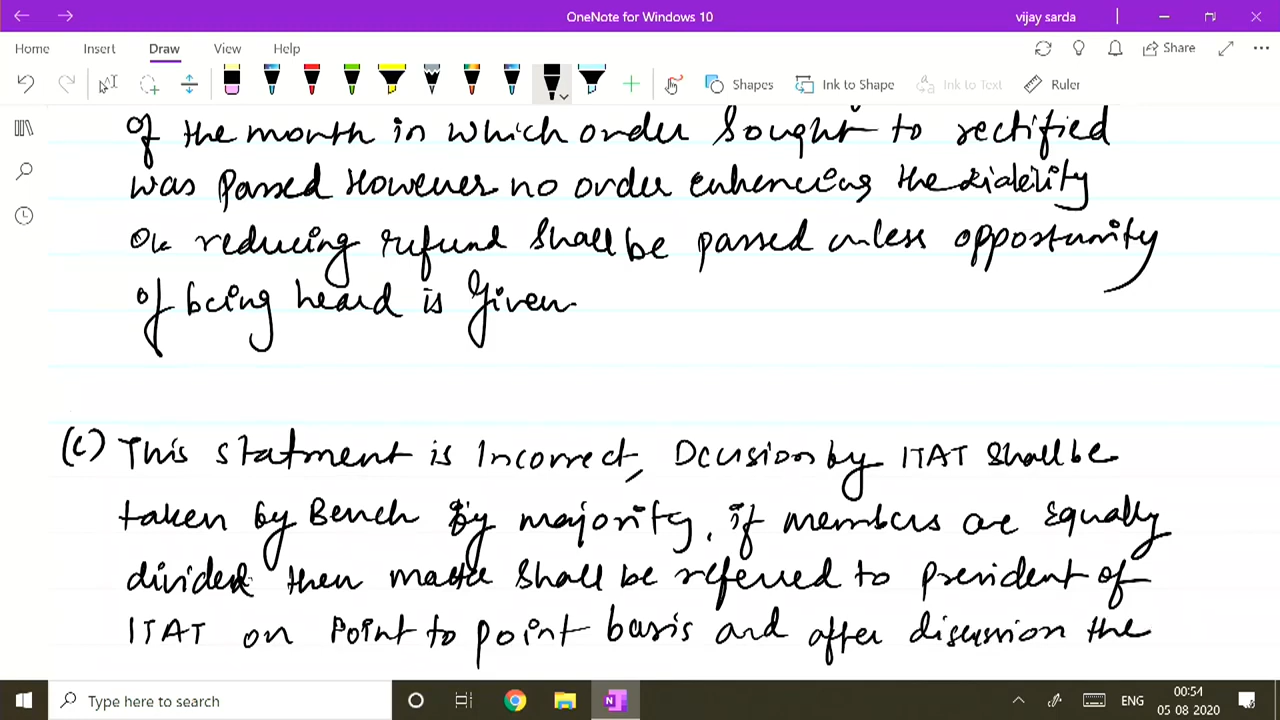 OneNote for Windows 10
vijay sarda
Home Insert Draw View Help
Share
Shapes Ink to Shape Ink to Text Ruler
of the month in which order sought to rectified
was passed However no order enhancing the liability
or reducing refund shall be passed unless opportunity
of being heard is given
(c) This statment is Incorrect, Decision by ITAT shall be
taken by Bench by majority, if members are equally
divided then matter shall be referred to president of
ITAT on point to point basis and after discussion the
Type here to search
ENG
00:54
05-08-2020